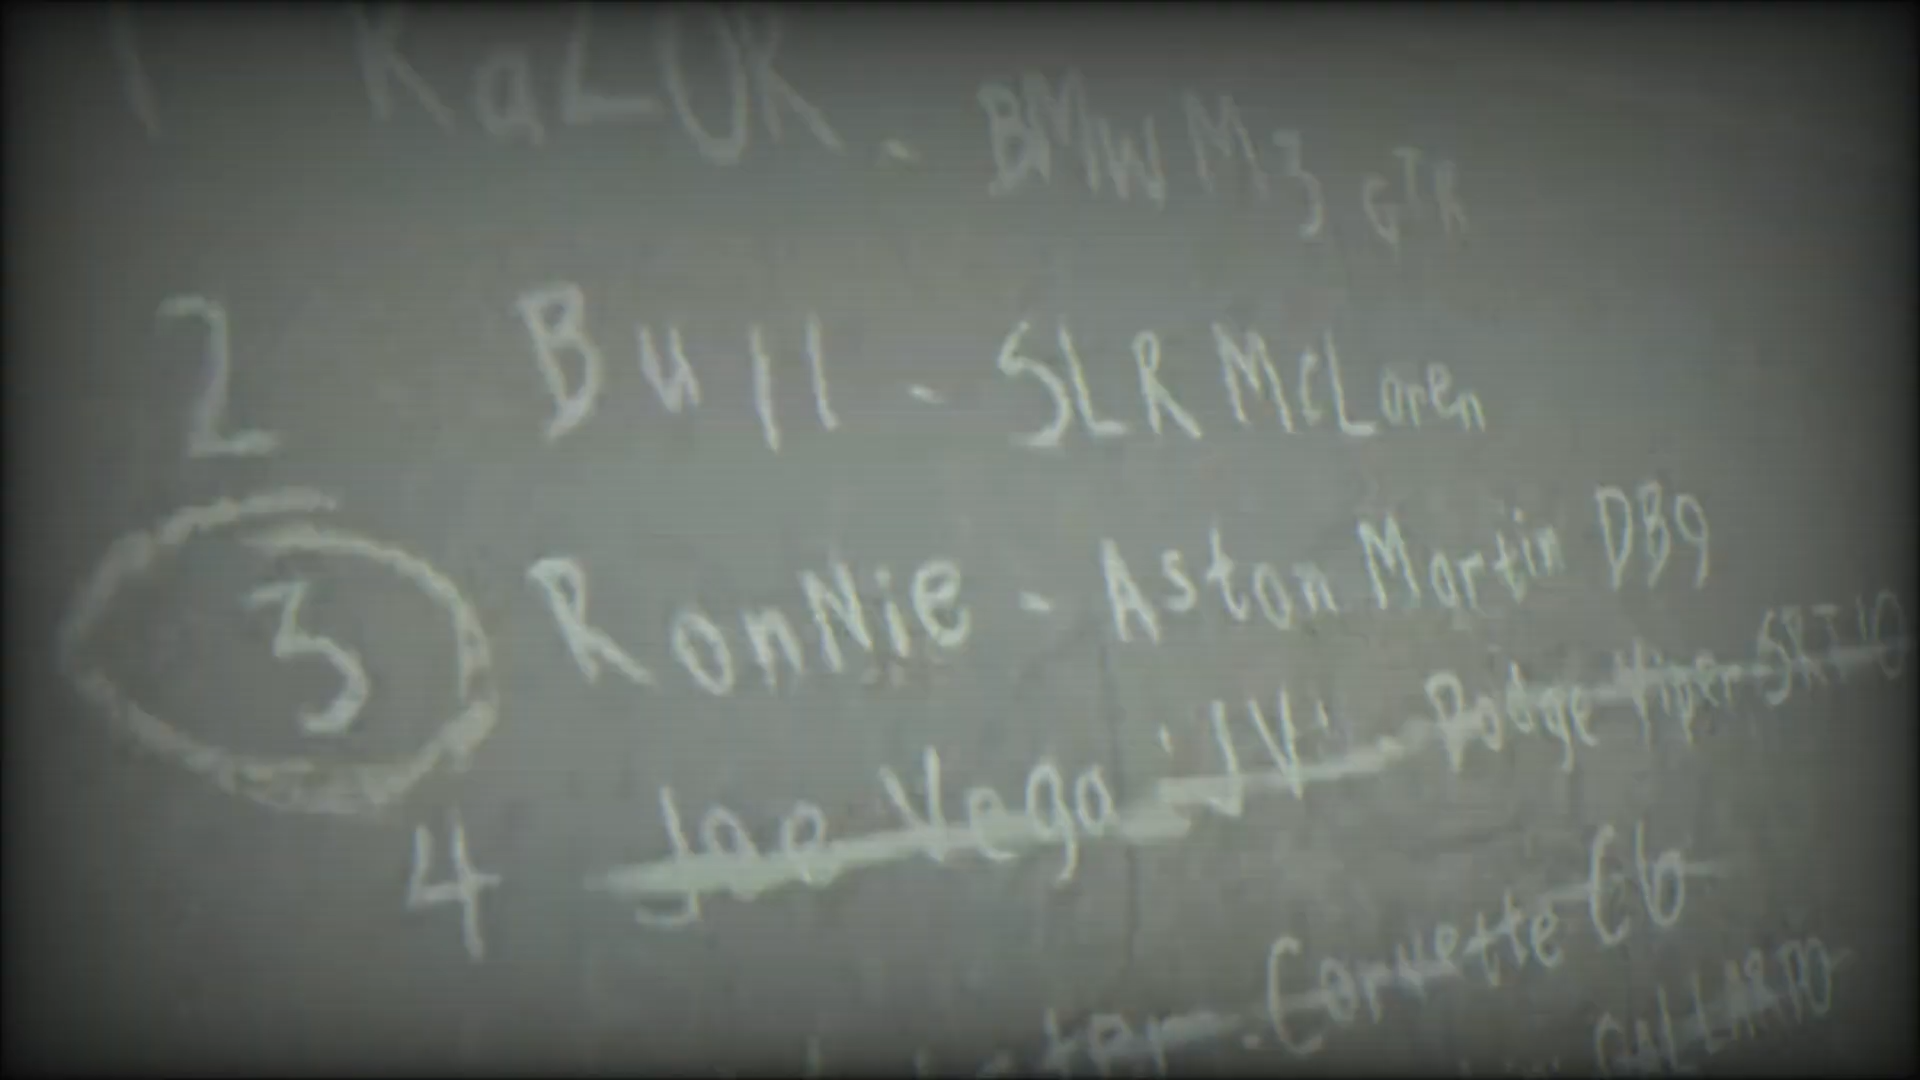 1 RaZOR - BMW M3 GTR
2 Bull - SLR McLaren
3 RonNie - Aston Martin DB9
4 Joe Vega 'JV' - Dodge Viper SRT10
- Corvette C6
GALLARDO